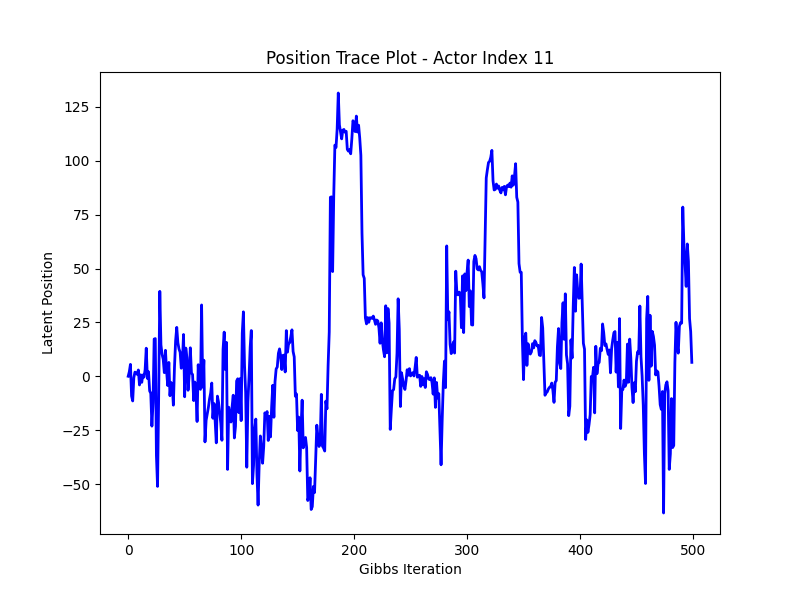 Position Trace Plot - Actor Index 11
125
100
75
50
25
0
−25
−50
Latent Position
0 100 200 300 400 500
Gibbs Iteration